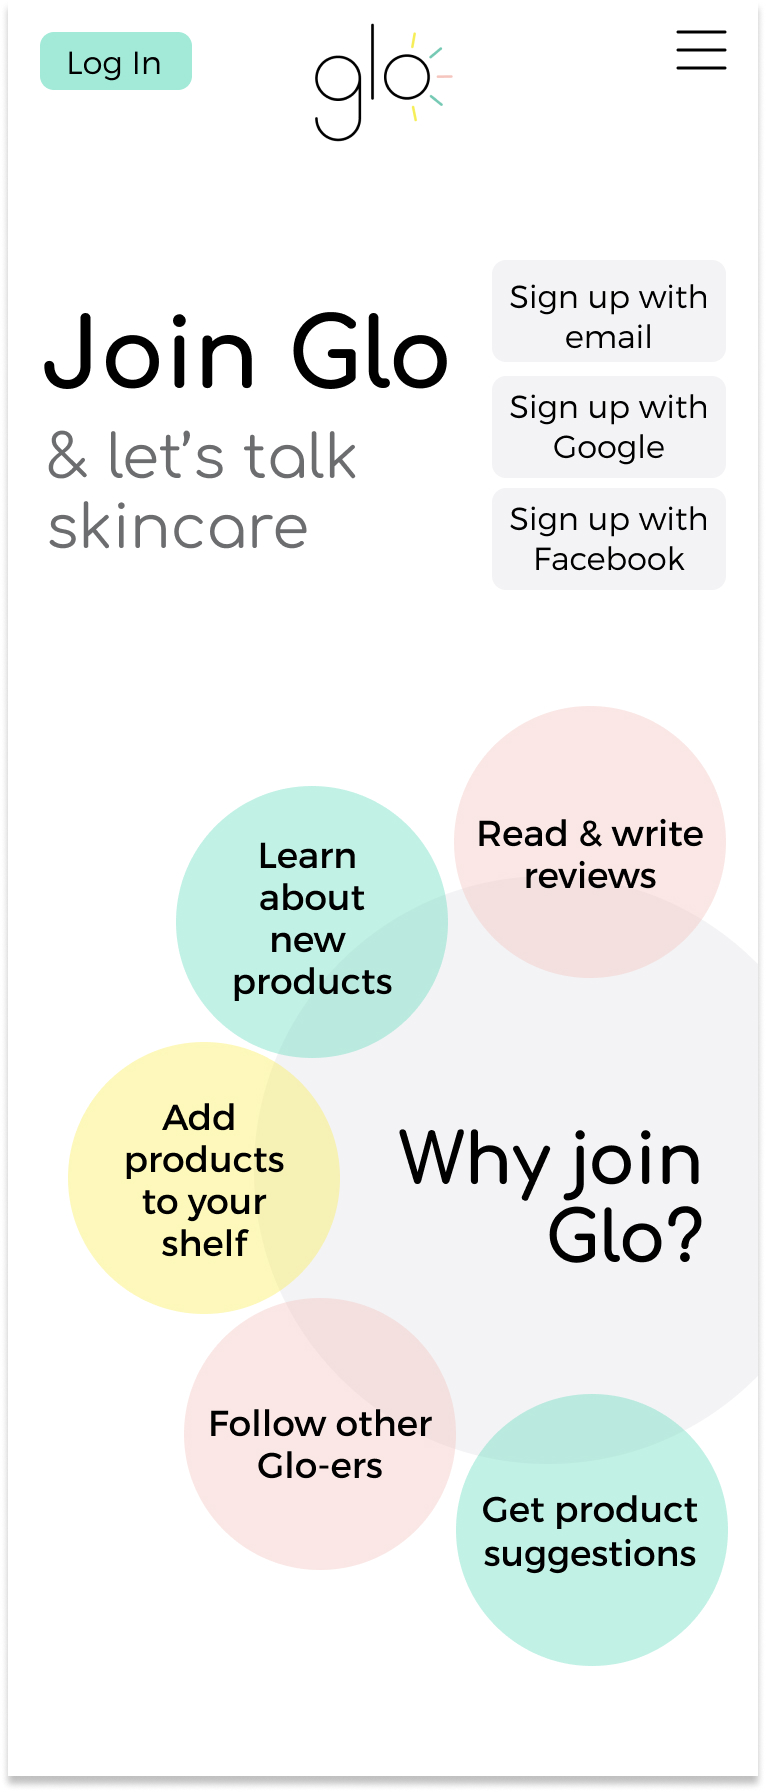 Log In
glo
Join Glo
& let's talk
skincare
Sign up with
email
Sign up with
Google
Sign up with
Facebook
Read & write
reviews
Learn
about
new
products
Add
products
to your
shelf
Why join
Glo?
Follow other
Glo-ers
Get product
suggestions